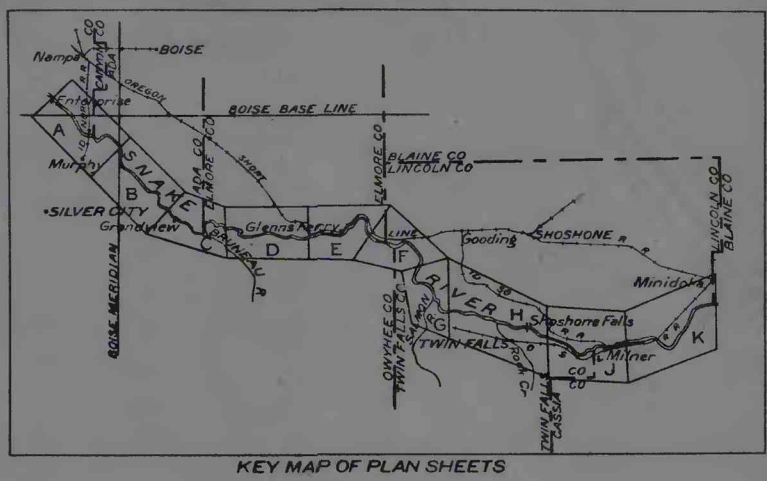 Nampa
CO
CANYON
ADA
BOISE
OREGON
SHORT
LINE
R R
Enterprise
BOISE BASE LINE
A
Murphy
SNAKE
ADA CO
ELMORE CO
ELMORE CO
BLAINE CO
LINCOLN CO
LINCOLN CO
BLAINE CO
B
•SILVER CITY
Grandview
BOISE MERIDIAN
C
BRUNEAU R
Glenns Ferry
D
E
F
Gooding
SHOSHONE
R R
Minidoka
RIVER
OWYHEE CO
TWIN FALLS CO
SALMON
R
G
H
Shoshone Falls
R R
TWIN FALLS
Rock Cr
Milner
R R
K
CO
CO
J
TWIN FALLS
CASSIA
KEY MAP OF PLAN SHEETS